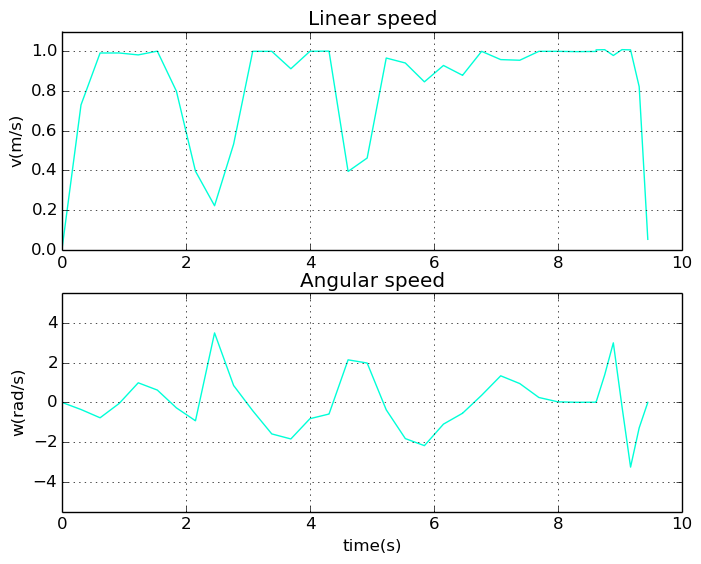 Linear speed
v(m/s)
1.0
0.8
0.6
0.4
0.2
0.0
0 2 4 6 8 10
Angular speed
w(rad/s)
4
2
0
−2
−4
0 2 4 6 8 10
time(s)